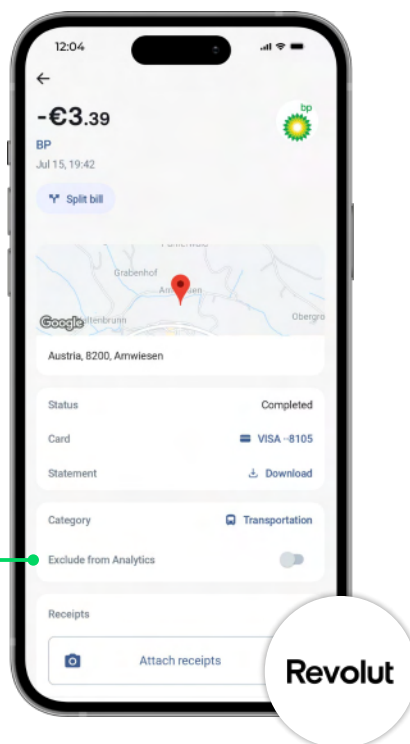 12:04
-€3.39
bp
BP
Jul 15, 19:42
Split bill
Grabenhof
Obergro
Google
Austria, 8200, Arnwiesen
Status Completed
Card VISA ··8105
Statement Download
Category Transportation
Exclude from Analytics
Receipts
Attach receipts
Revolut